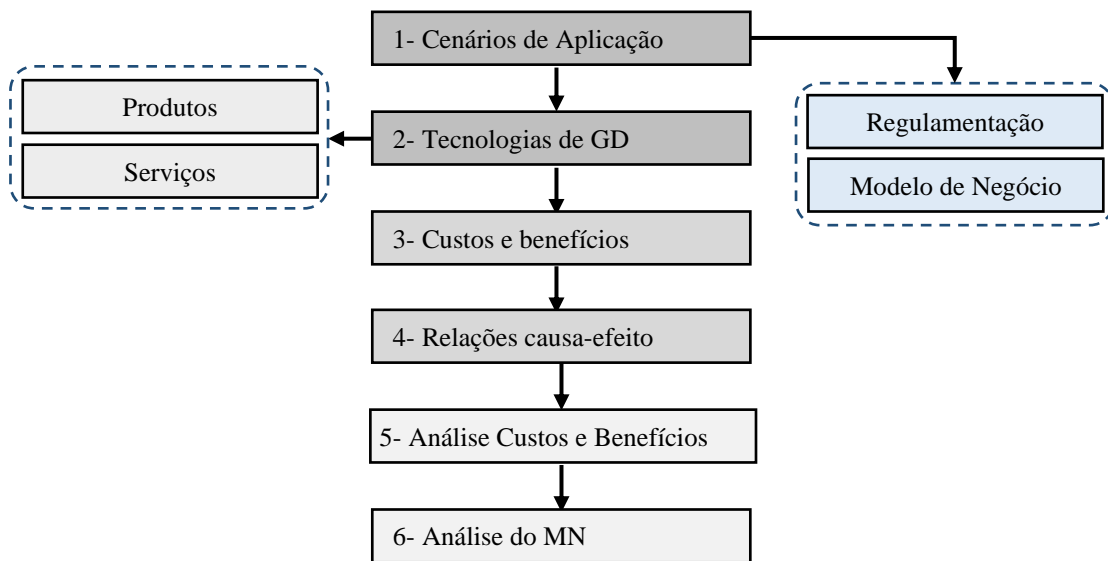 1- Cenários de Aplicação
Produtos
Serviços
Regulamentação
Modelo de Negócio
2- Tecnologias de GD
3- Custos e benefícios
4- Relações causa-efeito
5- Análise Custos e Benefícios
6- Análise do MN